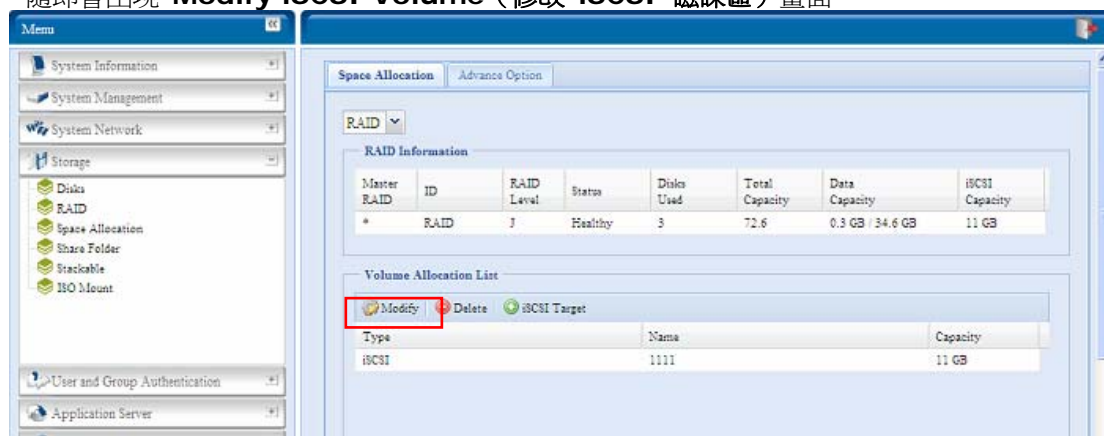 隨即會出現 Modify iSCSI Volume（修改 iSCSI 磁碟區）畫面
Menu
System Information
System Management
System Network
Storage
Disks
RAID
Space Allocation
Share Folder
Stackable
ISO Mount
User and Group Authentication
Application Server
Space Allocation Advance Option
RAID
RAID Information
Master RAID ID RAID Level Status Disks Used Total Capacity Data Capacity iSCSI Capacity
* RAID J Healthy 3 72.6 0.3 GB / 34.6 GB 11 GB
Volume Allocation List
Modify Delete iSCSI Target
Type Name Capacity
iSCSI 1111 11 GB